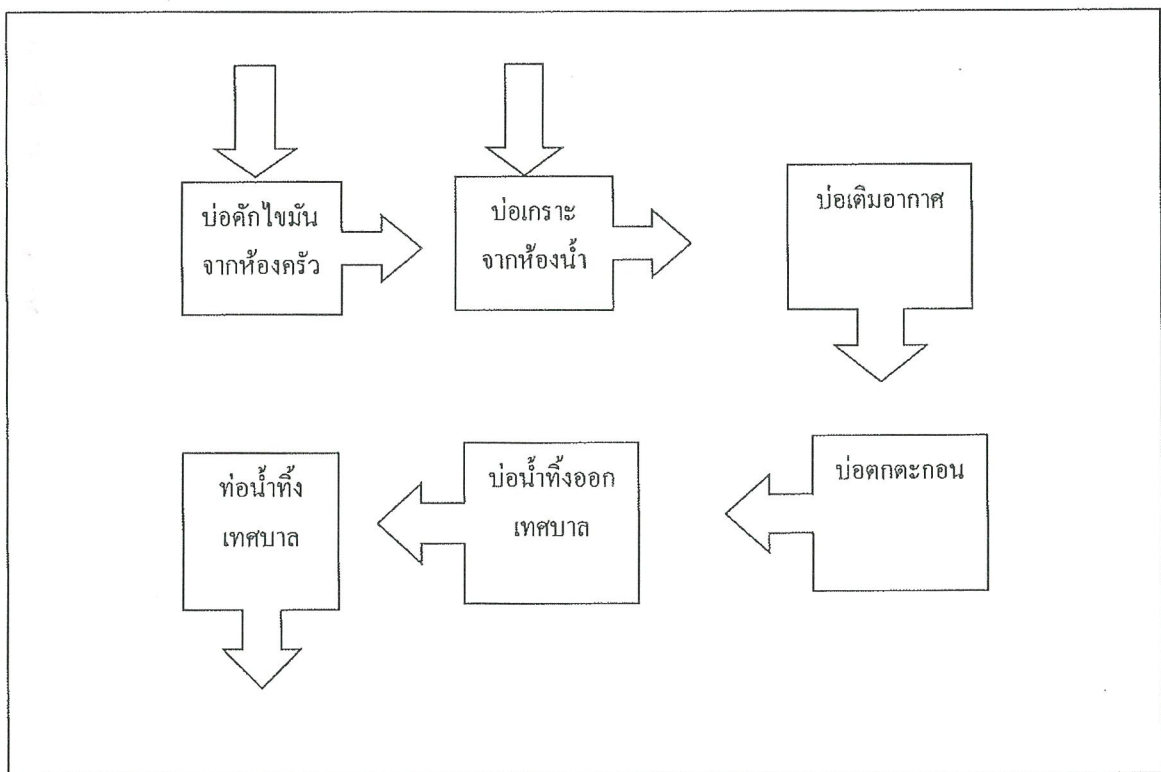 บ่อดักไขมัน
จากห้องครัว
บ่อเกราะ
จากห้องน้ำ
บ่อเติมอากาศ
ท่อน้ำทิ้ง
เทศบาล
บ่อน้ำทิ้งออก
เทศบาล
บ่อตกตะกอน